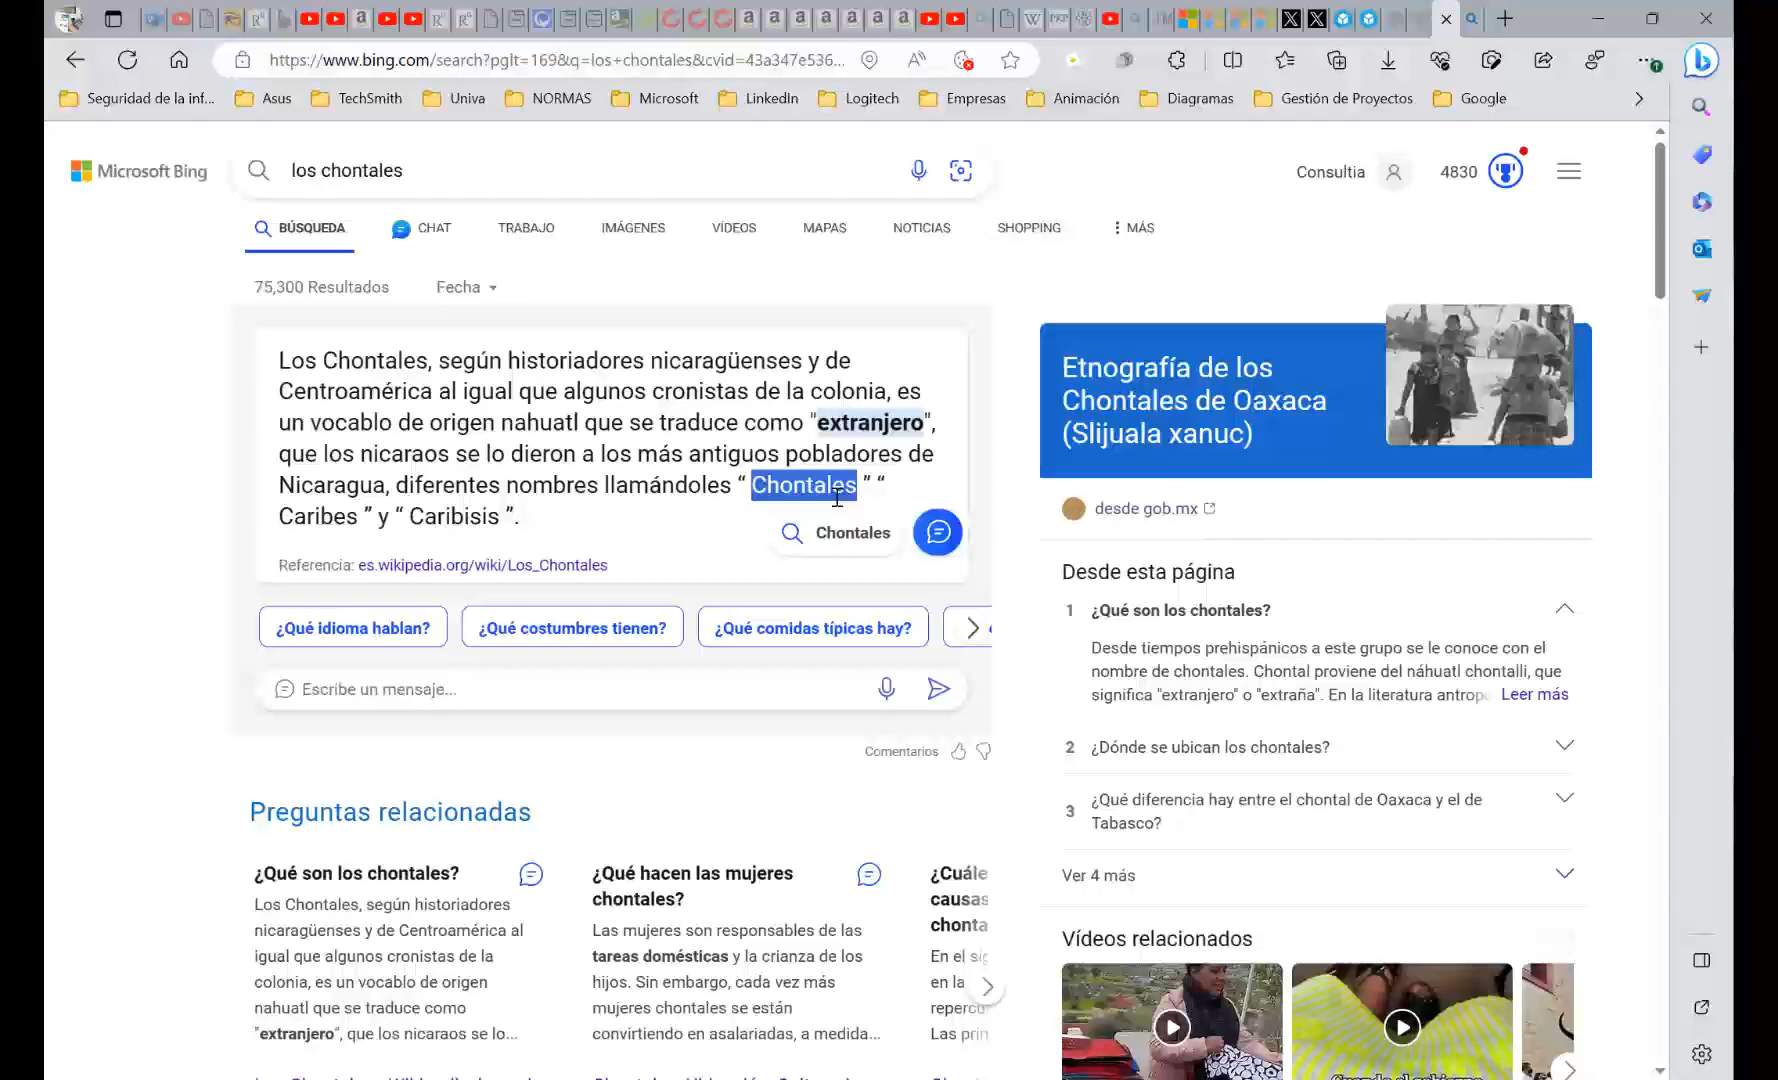 https://www.bing.com/search?pglt=169&q=los+chontales&cvid=43a347e536...
Seguridad de la inf...
Asus
TechSmith
Univa
NORMAS
Microsoft
LinkedIn
Logitech
Empresas
Animación
Diagramas
Gestión de Proyectos
Google
Microsoft Bing
los chontales
Consultia
4830
BÚSQUEDA
CHAT
TRABAJO
IMÁGENES
VÍDEOS
MAPAS
NOTICIAS
SHOPPING
MÁS
75,300 Resultados
Fecha
Los Chontales, según historiadores nicaragüenses y de
Centroamérica al igual que algunos cronistas de la colonia, es
un vocablo de origen nahuatl que se traduce como "extranjero",
que los nicaraos se lo dieron a los más antiguos pobladores de
Nicaragua, diferentes nombres llamándoles “ Chontales ” “
Caribes ” y “ Caribisis ”.
Chontales
Referencia: es.wikipedia.org/wiki/Los_Chontales
¿Qué idioma hablan?
¿Qué costumbres tienen?
¿Qué comidas típicas hay?
Escribe un mensaje...
Comentarios
Preguntas relacionadas
¿Qué son los chontales?
Los Chontales, según historiadores
nicaragüenses y de Centroamérica al
igual que algunos cronistas de la
colonia, es un vocablo de origen
nahuatl que se traduce como
"extranjero", que los nicaraos se lo...
¿Qué hacen las mujeres
chontales?
Las mujeres son responsables de las
tareas domésticas y la crianza de los
hijos. Sin embargo, cada vez más
mujeres chontales se están
convirtiendo en asalariadas, a medida...
¿Cuále
causas
chonta
En el si
en la
reperc
Las prin
Etnografía de los
Chontales de Oaxaca
(Slijuala xanuc)
desde gob.mx
Desde esta página
1 ¿Qué son los chontales?
Desde tiempos prehispánicos a este grupo se le conoce con el
nombre de chontales. Chontal proviene del náhuatl chontalli, que
significa "extranjero" o "extraña". En la literatura antrop Leer más
2 ¿Dónde se ubican los chontales?
3 ¿Qué diferencia hay entre el chontal de Oaxaca y el de
Tabasco?
Ver 4 más
Vídeos relacionados